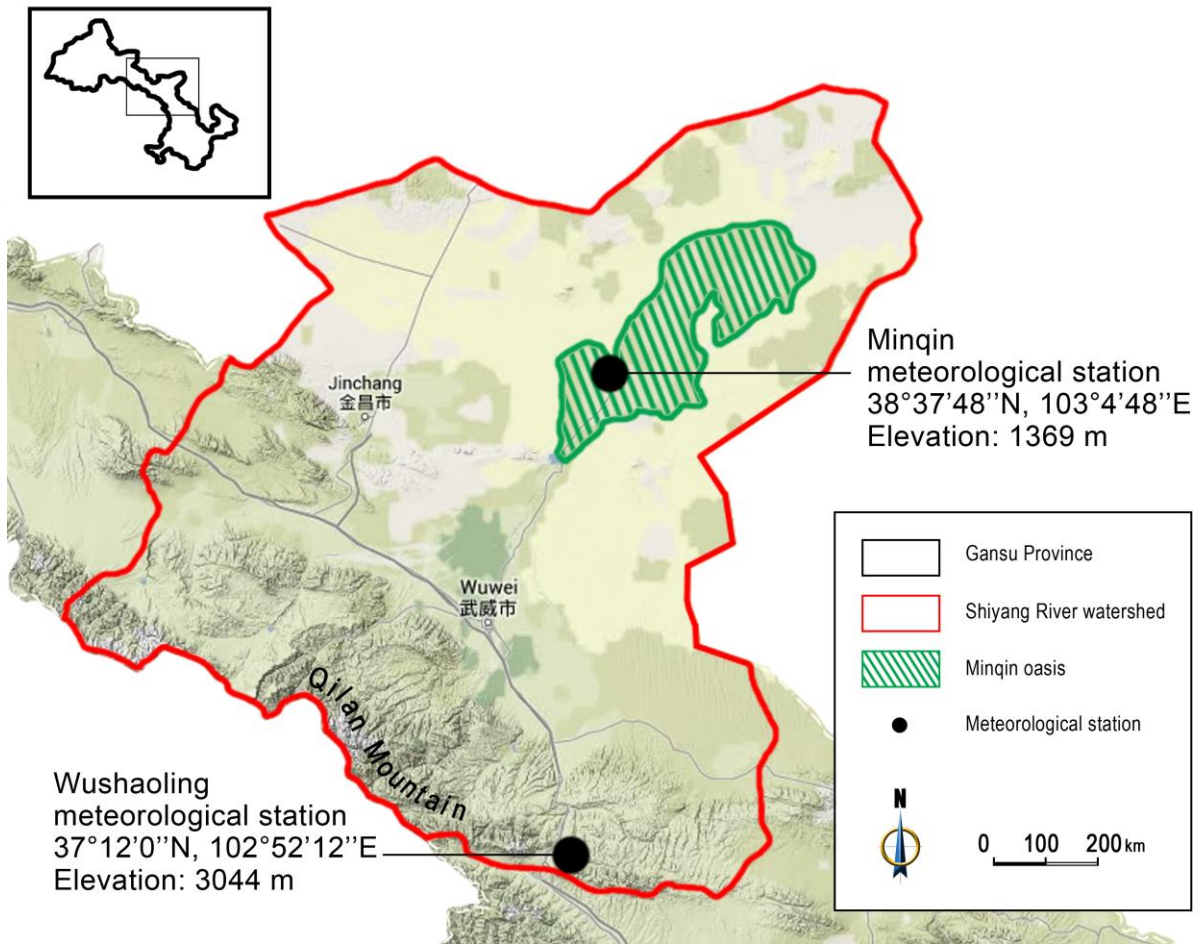 Jinchang
金昌市
Minqin
meteorological station
38°37'48''N, 103°4'48''E
Elevation: 1369 m
Wuwei
武威市
Qilan Mountain
Wushaoling
meteorological station
37°12'0''N, 102°52'12''E
Elevation: 3044 m
Gansu Province
Shiyang River watershed
Minqin oasis
Meteorological station
N
0 100 200 km